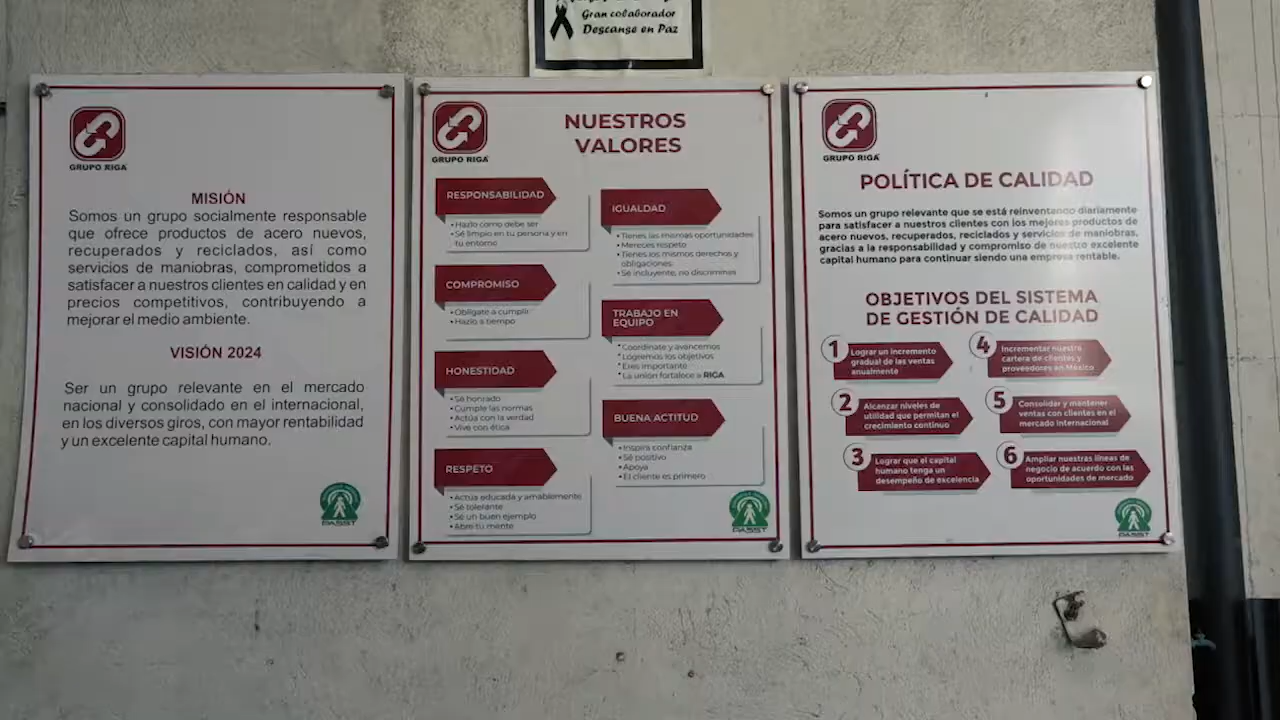 Gran colaborador
Descanse en Paz
GRUPO RIGA
MISIÓN
Somos un grupo socialmente responsable
que ofrece productos de acero nuevos,
recuperados y reciclados, así como
servicios de maniobras, comprometidos a
satisfacer a nuestros clientes en calidad y en
precios competitivos, contribuyendo a
mejorar el medio ambiente.
VISIÓN 2024
Ser un grupo relevante en el mercado
nacional y consolidado en el internacional,
en los diversos giros, con mayor rentabilidad
y un excelente capital humano.
PASST
GRUPO RIGA
NUESTROS
VALORES
RESPONSABILIDAD
• Hazlo como debe ser
• Sé limpio en tu persona y en
tu entorno
COMPROMISO
• Obligate a cumplir
• Hazlo a tiempo
HONESTIDAD
• Sé honrado
• Cumple las normas
• Actúa con la verdad
• Vive con ética
RESPETO
• Actúa educada y amablemente
• Sé tolerante
• Sé un buen ejemplo
• Abre tu mente
IGUALDAD
• Tienes las mismas oportunidades
• Mereces respeto
• Tienes los mismos derechos y
obligaciones
• Sé incluyente, no discrimines
TRABAJO EN
EQUIPO
• Coordínate y avancemos
• Logremos los objetivos
• Eres importante
• La unión fortalece a RIGA
BUENA ACTITUD
• Inspira confianza
• Sé positivo
• Apoya
• El cliente es primero
PASST
GRUPO RIGA
POLÍTICA DE CALIDAD
Somos un grupo relevante que se está reinventando diariamente
para satisfacer a nuestros clientes con los mejores productos de
acero nuevos, recuperados, reciclados y servicios de maniobras,
gracias a la responsabilidad y compromiso de nuestro excelente
capital humano para continuar siendo una empresa rentable.
OBJETIVOS DEL SISTEMA
DE GESTIÓN DE CALIDAD
1 Lograr un incremento
gradual de las ventas
anualmente
2 Alcanzar niveles de
utilidad que permitan el
crecimiento continuo
3 Lograr que el capital
humano tenga un
desempeño de excelencia
4 Incrementar nuestra
cartera de clientes y
proveedores en México
5 Consolidar y mantener
ventas con clientes en el
mercado internacional
6 Ampliar nuestras líneas de
negocio de acuerdo con las
oportunidades de mercado
PASST